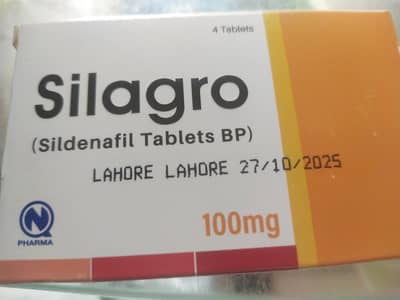 4 Tablets
Silagro
(Sildenafil Tablets BP)
LAHORE LAHORE 27/10/2025
100mg
N
PHARMA